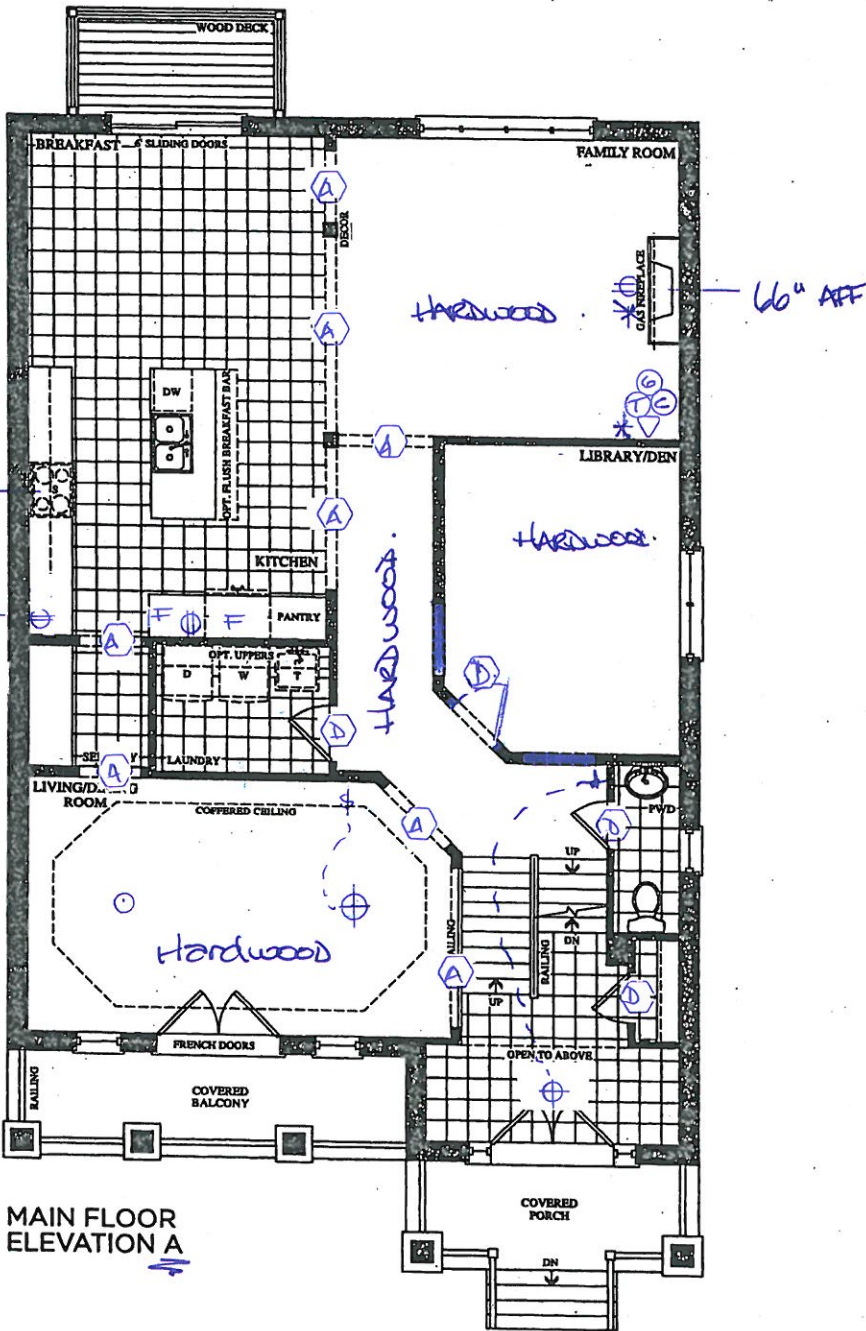 WOOD DECK
BREAKFAST
6' SLIDING DOORS
FAMILY ROOM
A
DECOR
GAS FIREPLACE
66" AFF
HARDWOOD
A
DW
OPT. FLUSH BREAKFAST BAR
G
T C
A
LIBRARY/DEN
S
A
HARDWOOD
KITCHEN
HARDWOOD
F F
PANTRY
A
OPT. UPPERS
D W T
D
D
LAUNDRY
A
LIVING/DINING
ROOM
COFFERED CEILING
A
PWD
D
UP
DN
Hardwood
RAILING
RAILING
A
UP
D
FRENCH DOORS
OPEN TO ABOVE
RAILING
COVERED
BALCONY
COVERED
PORCH
DN
MAIN FLOOR
ELEVATION A